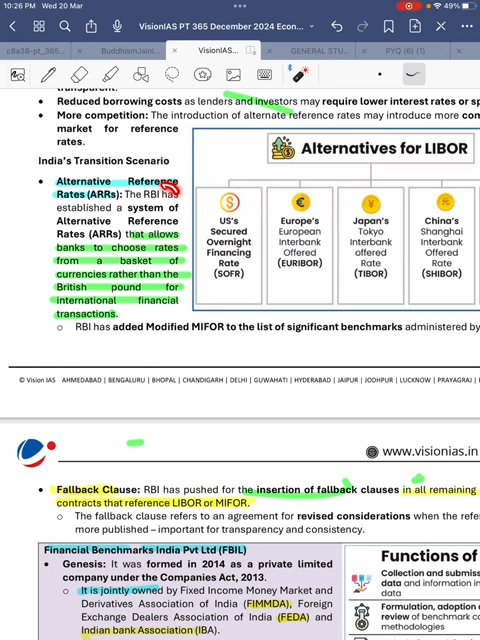 10:26 PM Wed 20 Mar
49%
VisionIAS PT 365 December 2024 Econ...
c8a38-pt_365...
BuddhismJaini...
VisionIAS...
GENERAL STU...
PYQ (6) (1)
transparent.
• Reduced borrowing costs as lenders and investors may require lower interest rates or sp
• More competition: The introduction of alternate reference rates may introduce more com
market for reference
rates.
India's Transition Scenario
• Alternative Reference
Rates (ARRs): The RBI has
established a system of
Alternative Reference
Rates (ARRs) that allows
banks to choose rates
from a basket of
currencies rather than the
British pound for
international financial
transactions.
Alternatives for LIBOR
US's
Secured
Overnight
Financing
Rate
(SOFR)
Europe's
European
Interbank
Offered
(EURIBOR)
Japan's
Tokyo
Interbank
offered
Rate
(TIBOR)
China's
Shanghai
Interbank
Offered
Rate
(SHIBOR)
o RBI has added Modified MIFOR to the list of significant benchmarks administered by
© Vision IAS AHMEDABAD | BENGALURU | BHOPAL | CHANDIGARH | DELHI | GUWAHATI | HYDERABAD | JAIPUR | JODHPUR | LUCKNOW | PRAYAGRAJ |
www.visionias.in
• Fallback Clause: RBI has pushed for the insertion of fallback clauses in all remaining
contracts that reference LIBOR or MIFOR.
o The fallback clause refers to an agreement for revised considerations when the refe
more published – important for transparency and consistency.
Financial Benchmarks India Pvt Ltd (FBIL)
• Genesis: It was formed in 2014 as a private limited
company under the Companies Act, 2013.
o It is jointly owned by Fixed Income Money Market and
Derivatives Association of India (FIMMDA), Foreign
Exchange Dealers Association of India (FEDA) and
Indian bank Association (IBA).
Functions of
Collection and submiss
data and information in
data
Formulation, adoption a
review of benchmark ca
methodologies